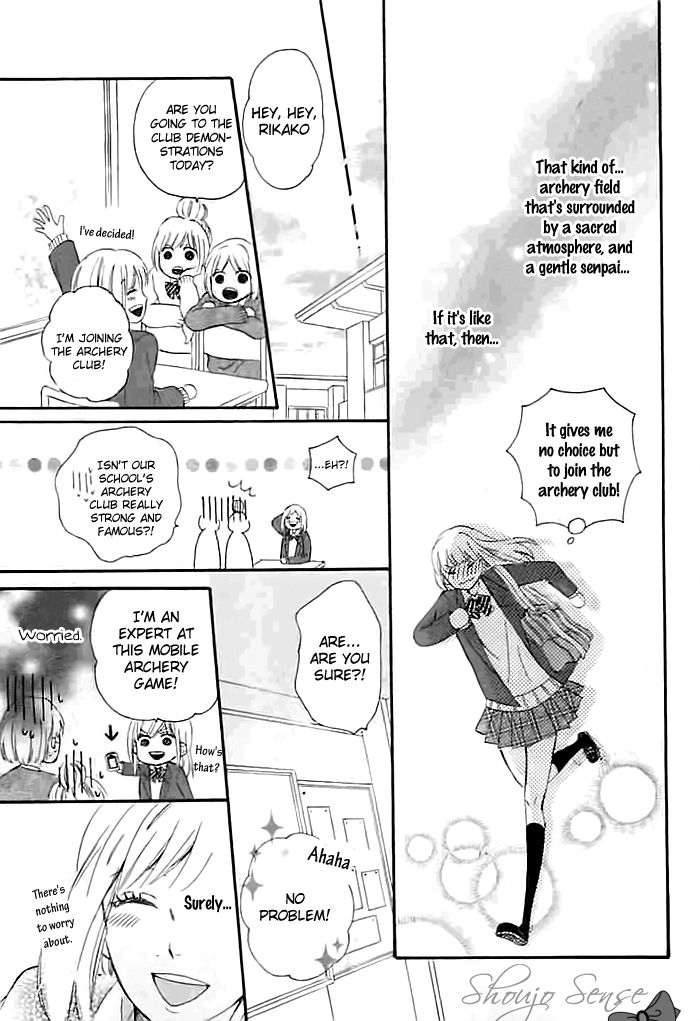 That kind of...
archery field
that's surrounded
by a sacred
atmosphere, and
a gentle senpai...
If it's like
that, then...
It gives me
no choice but
to join the
archery club!
HEY, HEY,
RIKAKO
ARE YOU
GOING TO THE
CLUB DEMON-
STRATIONS
TODAY?
I've decided!
I'M JOINING
THE ARCHERY
CLUB!
...EH?!
ISN'T OUR
SCHOOL'S
ARCHERY
CLUB REALLY
STRONG AND
FAMOUS?!
ARE...
ARE YOU
SURE?!
I'M AN
EXPERT AT
THIS MOBILE
ARCHERY
GAME!
How's
that?
Worried.
Ahaha.
NO
PROBLEM!
Surely...
There's
nothing
to worry
about.
Shoujo Sense